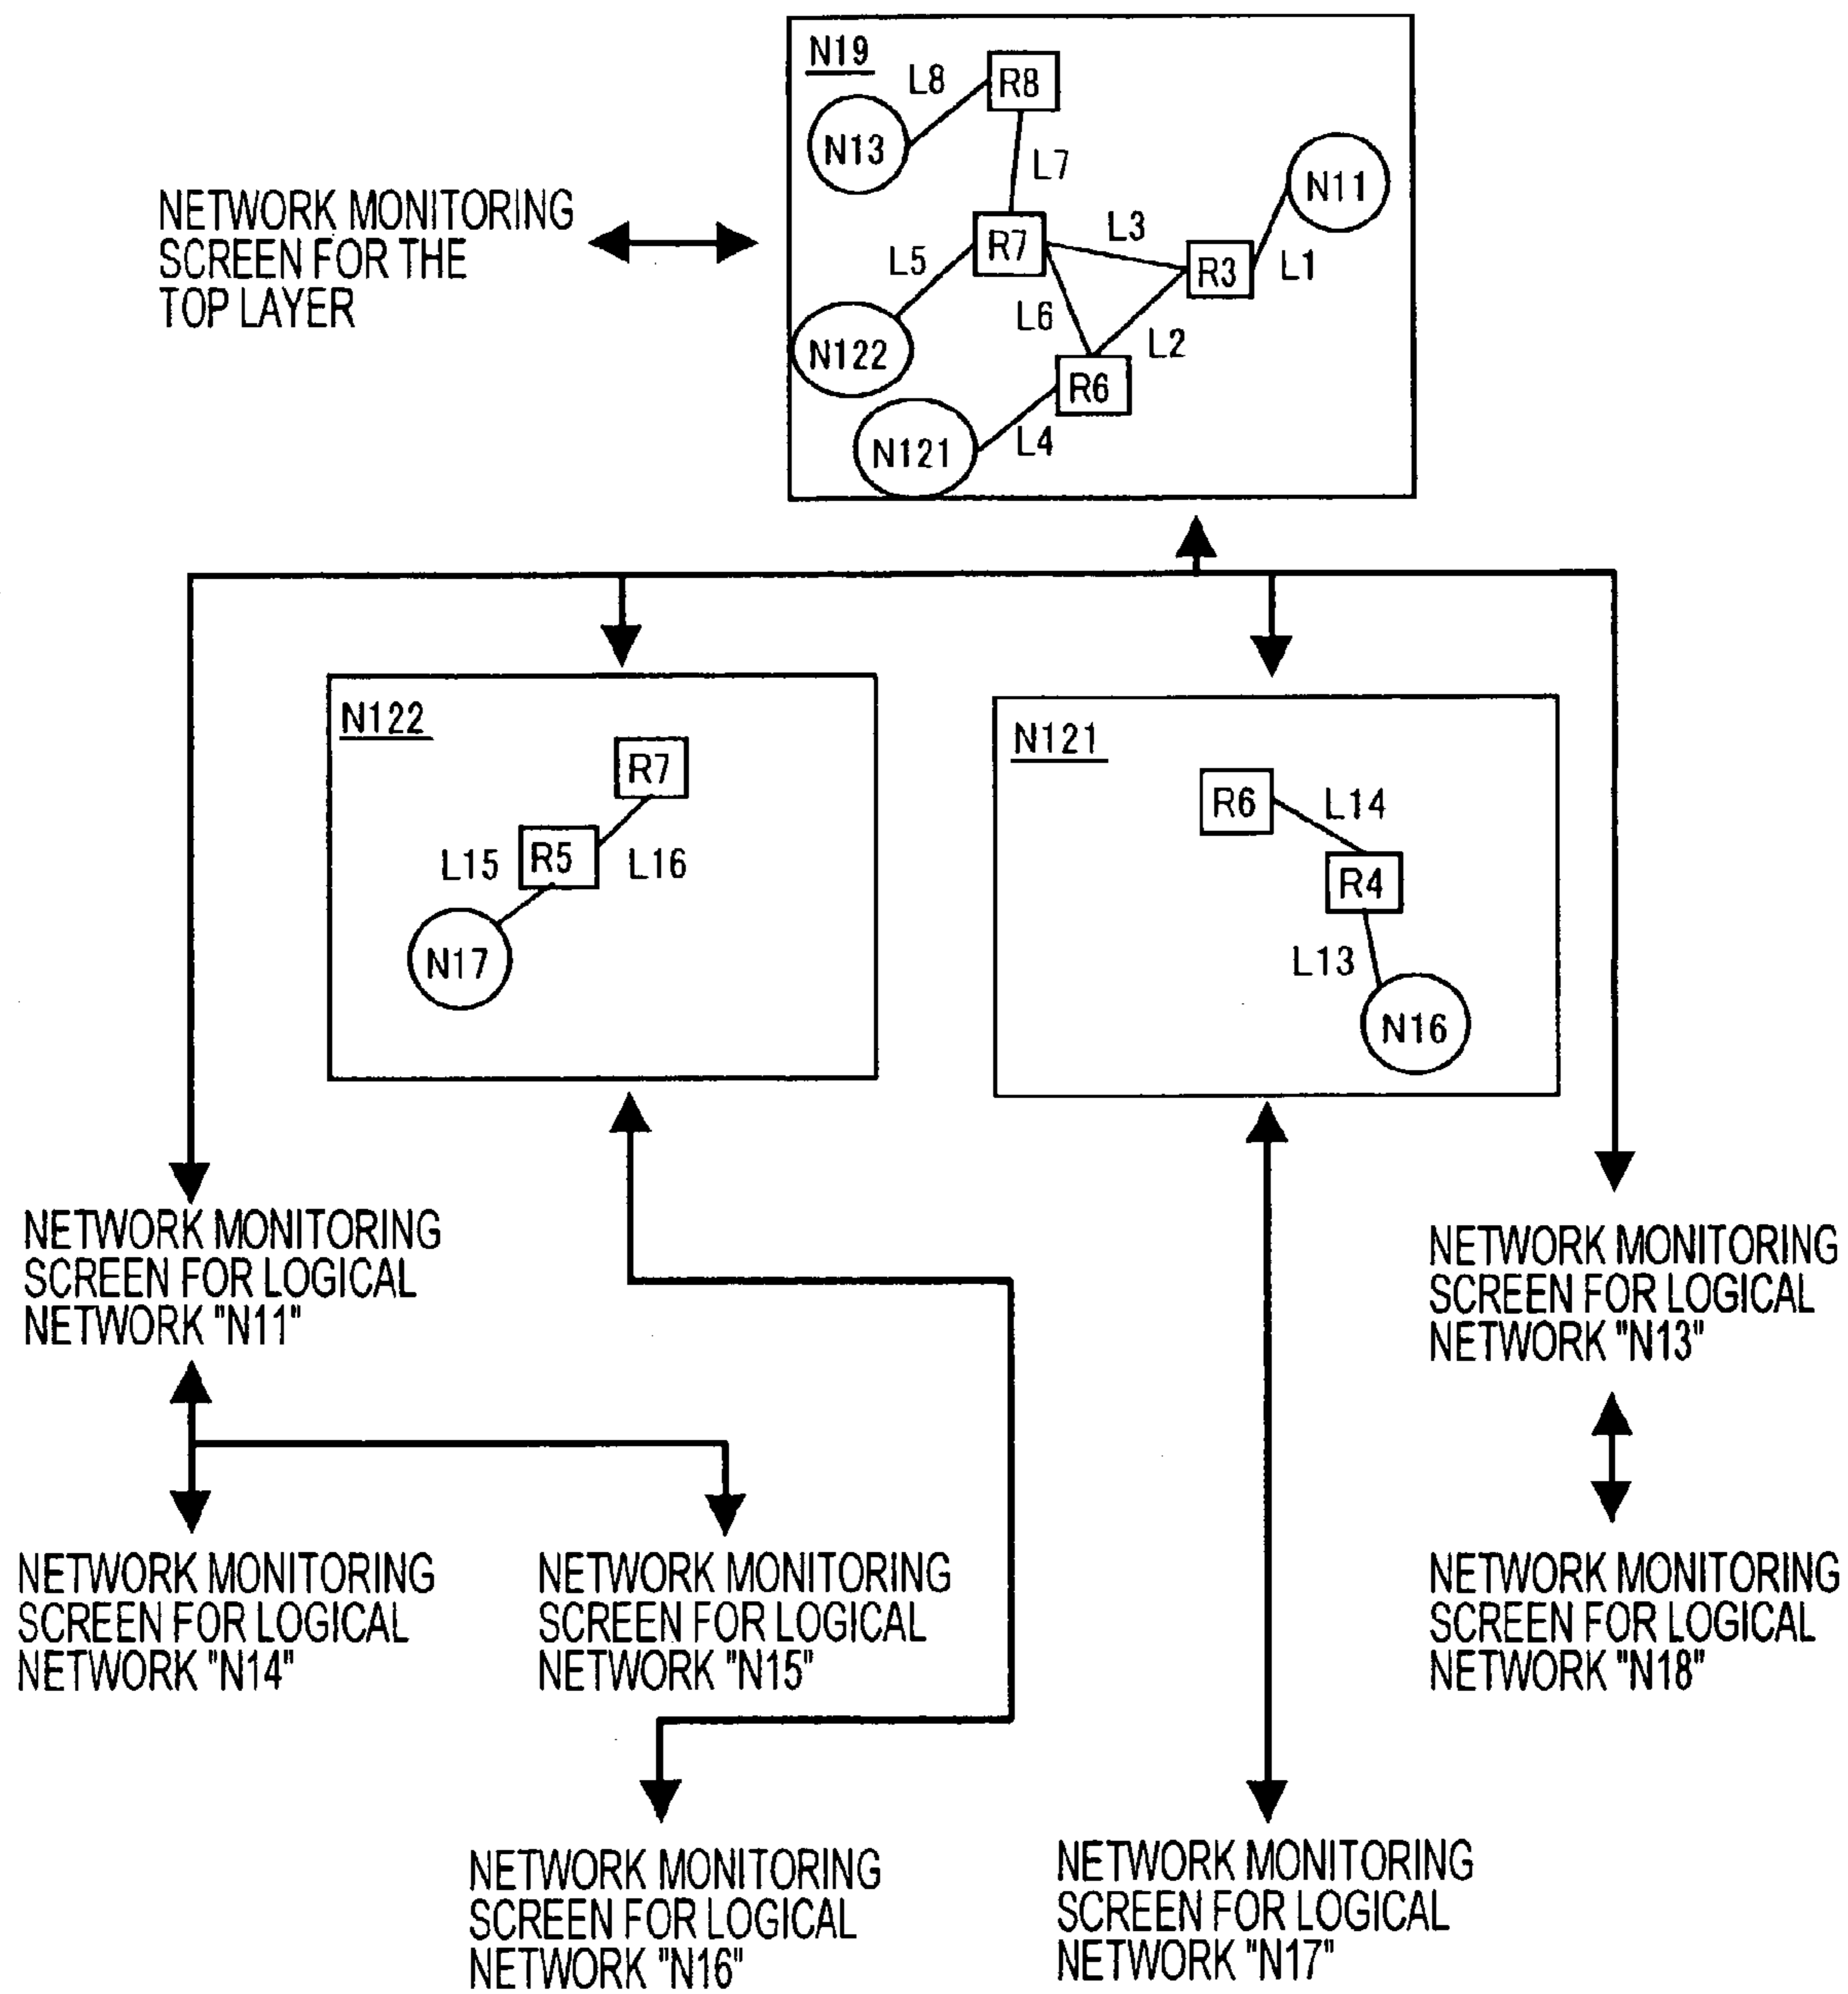 N19
R8
L8
N13
L7
N11
NETWORK MONITORING
SCREEN FOR THE
TOP LAYER
L3
R7
L5
R3
L1
L6
L2
N122
R6
L4
N121
N122
R7
L15
R5
L16
N17
N121
R6
L14
R4
L13
N16
NETWORK MONITORING
SCREEN FOR LOGICAL
NETWORK "N11"
NETWORK MONITORING
SCREEN FOR LOGICAL
NETWORK "N13"
NETWORK MONITORING
SCREEN FOR LOGICAL
NETWORK "N14"
NETWORK MONITORING
SCREEN FOR LOGICAL
NETWORK "N15"
NETWORK MONITORING
SCREEN FOR LOGICAL
NETWORK "N18"
NETWORK MONITORING
SCREEN FOR LOGICAL
NETWORK "N16"
NETWORK MONITORING
SCREEN FOR LOGICAL
NETWORK "N17"